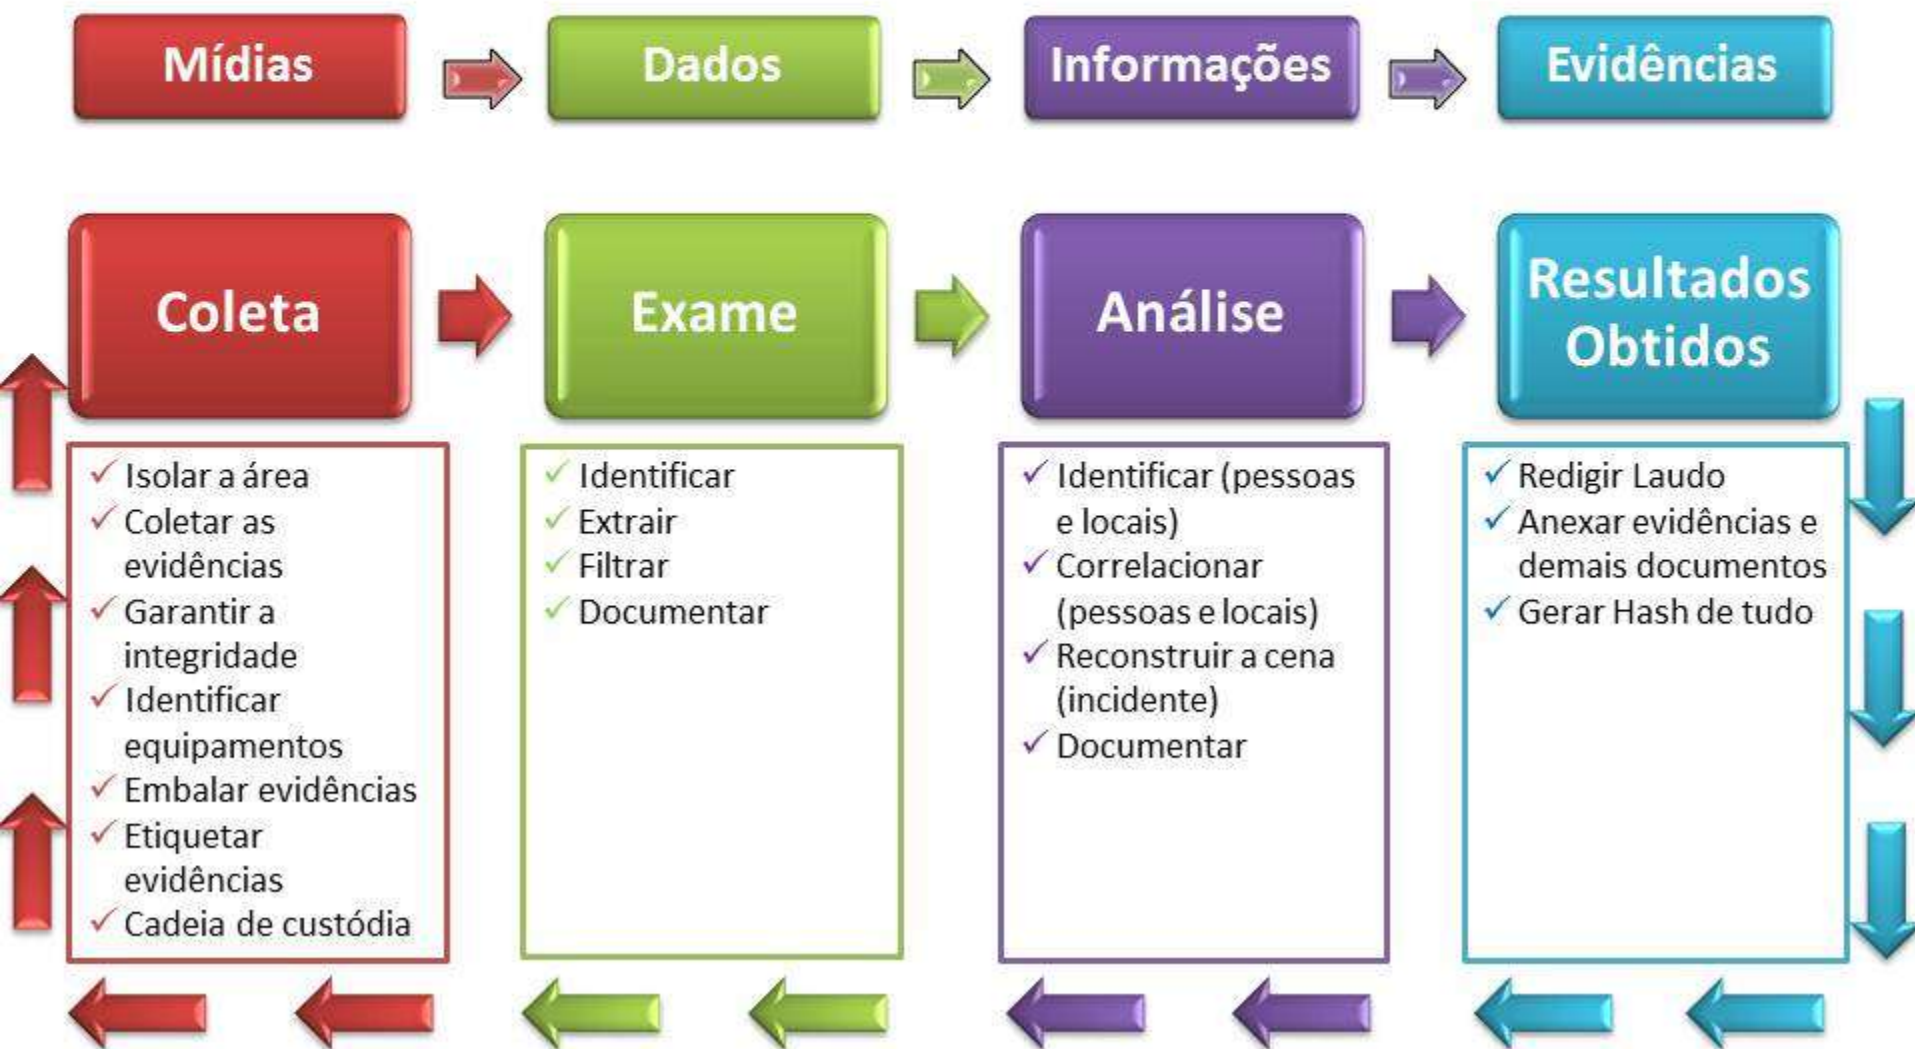 Mídias
Dados
Informações
Evidências
Coleta
Exame
Análise
Resultados
Obtidos
Isolar a área
Coletar as
evidências
Garantir a
integridade
Identificar
equipamentos
Embalar evidências
Etiquetar
evidências
Cadeia de custódia
Identificar
Extrair
Filtrar
Documentar
Identificar (pessoas
e locais)
Correlacionar
(pessoas e locais)
Reconstruir a cena
(incidente)
Documentar
Redigir Laudo
Anexar evidências e
demais documentos
Gerar Hash de tudo